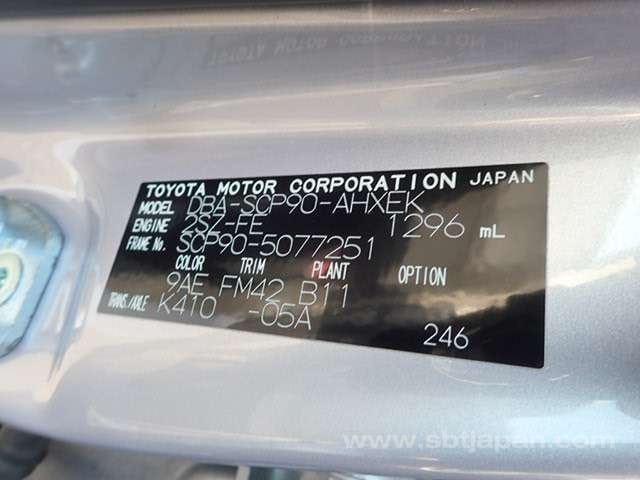 TOYOTA MOTOR CORPORATION JAPAN
MODEL DBA-SCP90-AHXEK
ENGINE 2SZ-FE 1296 mL
FRAME No. SCP90-5077251
COLOR TRIM PLANT OPTION
9AE FM42 B11
TRANS./AXLE K410 -05A
246
www.sbtjapan.com